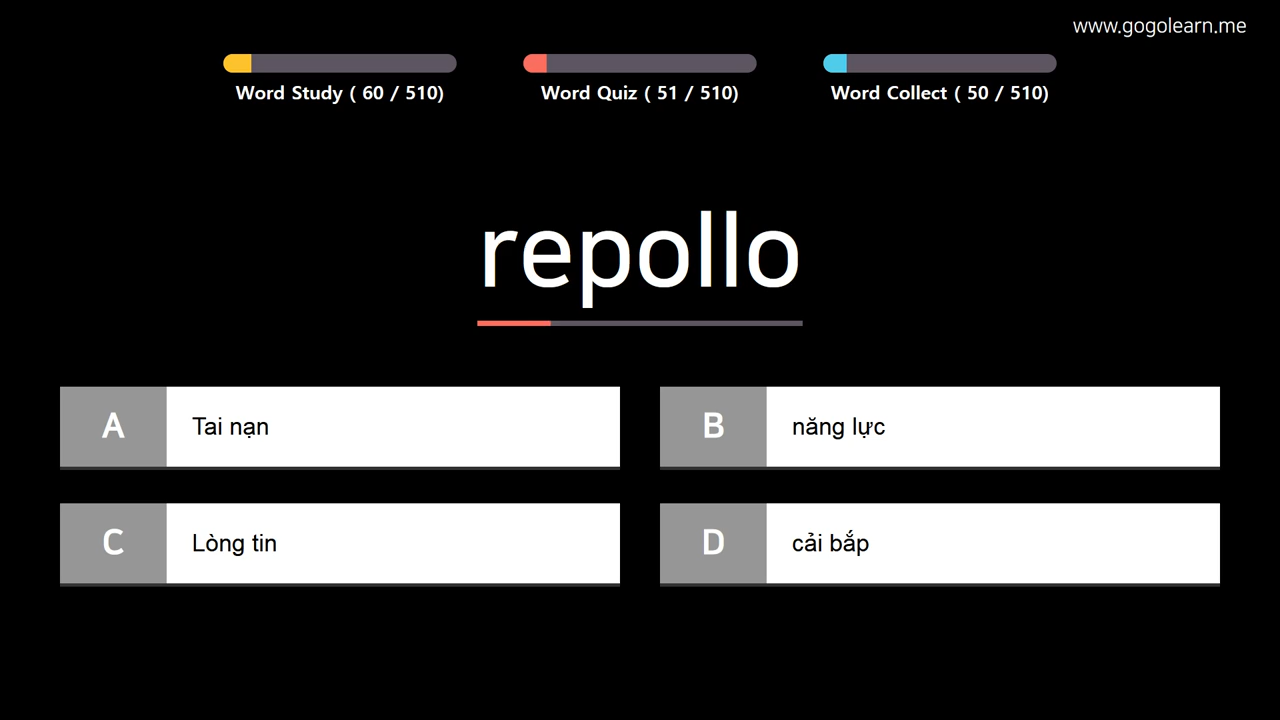 www.gogolearn.me
Word Study ( 60 / 510)
Word Quiz ( 51 / 510)
Word Collect ( 50 / 510)
repollo
A Tai nạn
B năng lực
C Lòng tin
D cải bắp